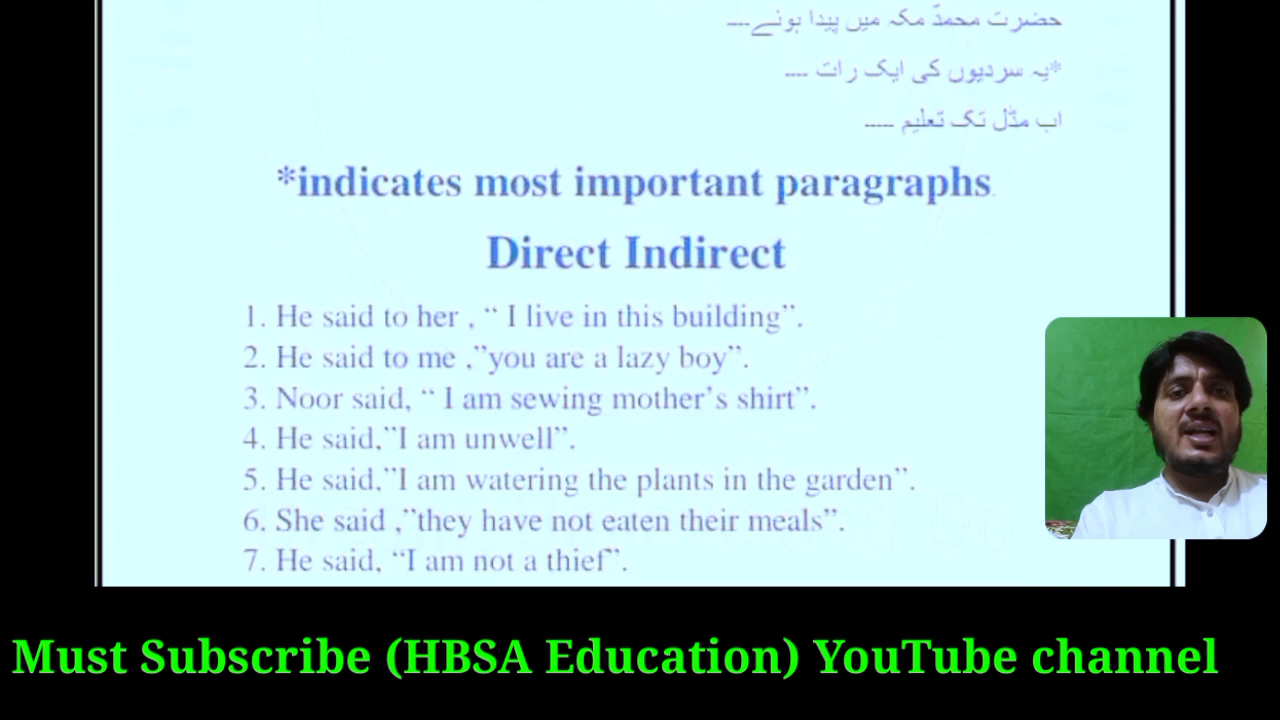 حضرت محمدؐ مکہ میں پیدا ہوئے---
*یہ سردیوں کی ایک رات ----
اب مڈل تک تعلیم -----
*indicates most important paragraphs.
Direct Indirect
1. He said to her , “ I live in this building”.
2. He said to me ,”you are a lazy boy”.
3. Noor said, “ I am sewing mother’s shirt”.
4. He said,”I am unwell”.
5. He said,”I am watering the plants in the garden”.
6. She said ,”they have not eaten their meals”.
7. He said, “I am not a thief”.
Must Subscribe (HBSA Education) YouTube channel